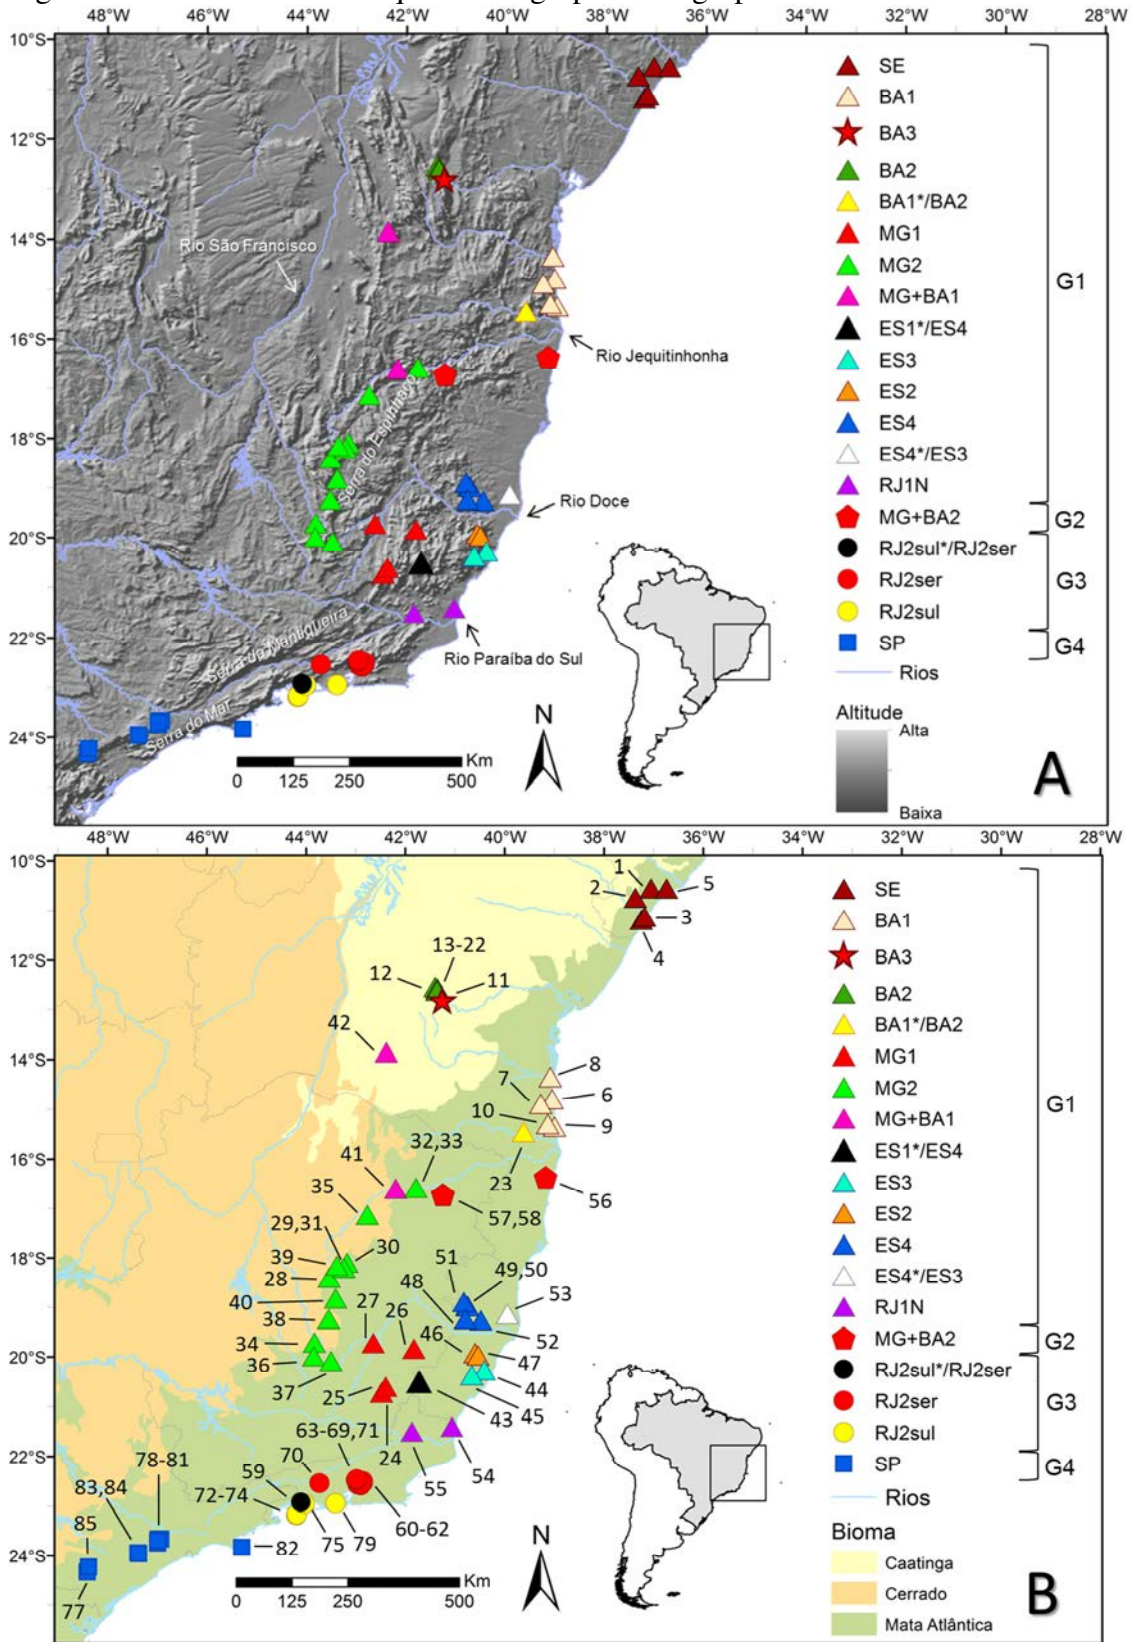 48°W 46°W 44°W 42°W 40°W 38°W 36°W 34°W 32°W 30°W 28°W
10°S
12°S
14°S
16°S
18°S
20°S
22°S
24°S
Rio São Francisco
Rio Jequitinhonha
Serra do Espinhaço
Rio Doce
Serra da Mantiqueira
Rio Paraíba do Sul
Serra do Mar
N
0 125 250 500 Km
SE
BA1
BA3
BA2
BA1*/BA2
MG1
MG2
MG+BA1
ES1*/ES4
ES3
ES2
ES4
ES4*/ES3
RJ1N
MG+BA2
RJ2sul*/RJ2ser
RJ2ser
RJ2sul
SP
Rios
G1
G2
G3
G4
Altitude
Alta
Baixa
A
48°W 46°W 44°W 42°W 40°W 38°W 36°W 34°W 32°W 30°W 28°W
10°S
12°S
14°S
16°S
18°S
20°S
22°S
24°S
1
2
5
3
4
13-22
12
11
42
8
7
6
10
9
32,33
41
23
56
35
57,58
29,31
30
39
28
51
49,50
40
48
53
27
26
38
52
46
34
47
36
44
37
25
45
43
63-69,71
24
54
78-81
70
59
55
83,84
72-74
60-62
85
75
79
82
77
N
0 125 250 500 Km
SE
BA1
BA3
BA2
BA1*/BA2
MG1
MG2
MG+BA1
ES1*/ES4
ES3
ES2
ES4
ES4*/ES3
RJ1N
MG+BA2
RJ2sul*/RJ2ser
RJ2ser
RJ2sul
SP
Rios
G1
G2
G3
G4
Bioma
Caatinga
Cerrado
Mata Atlântica
B